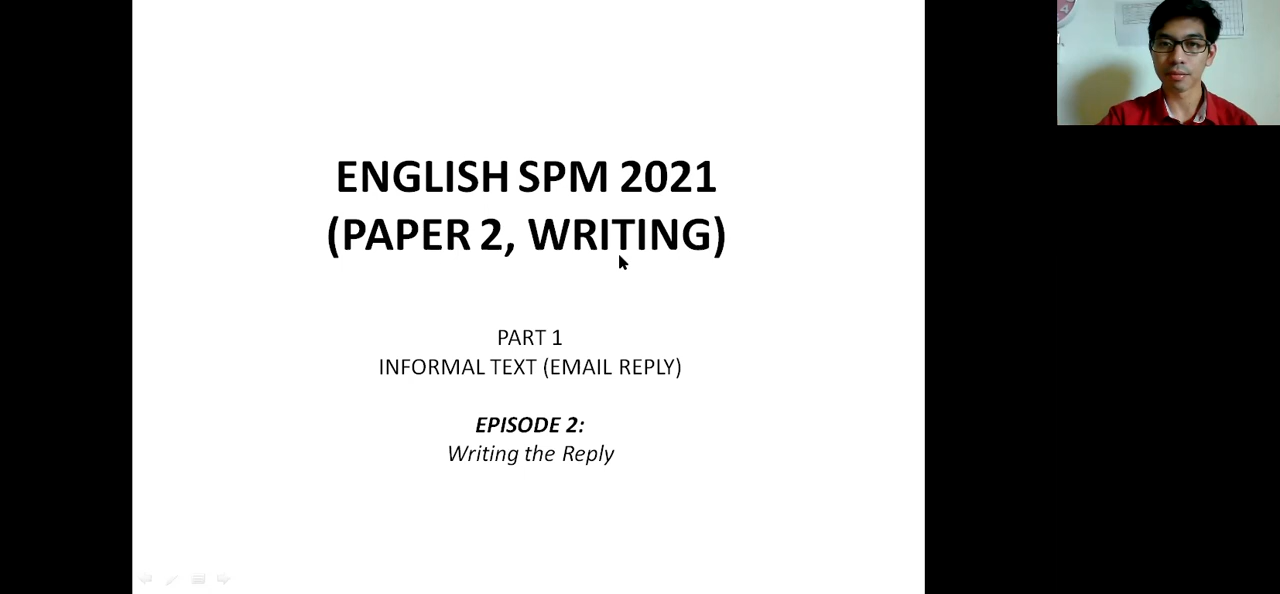 ENGLISH SPM 2021
(PAPER 2, WRITING)
PART 1
INFORMAL TEXT (EMAIL REPLY)
EPISODE 2:
Writing the Reply